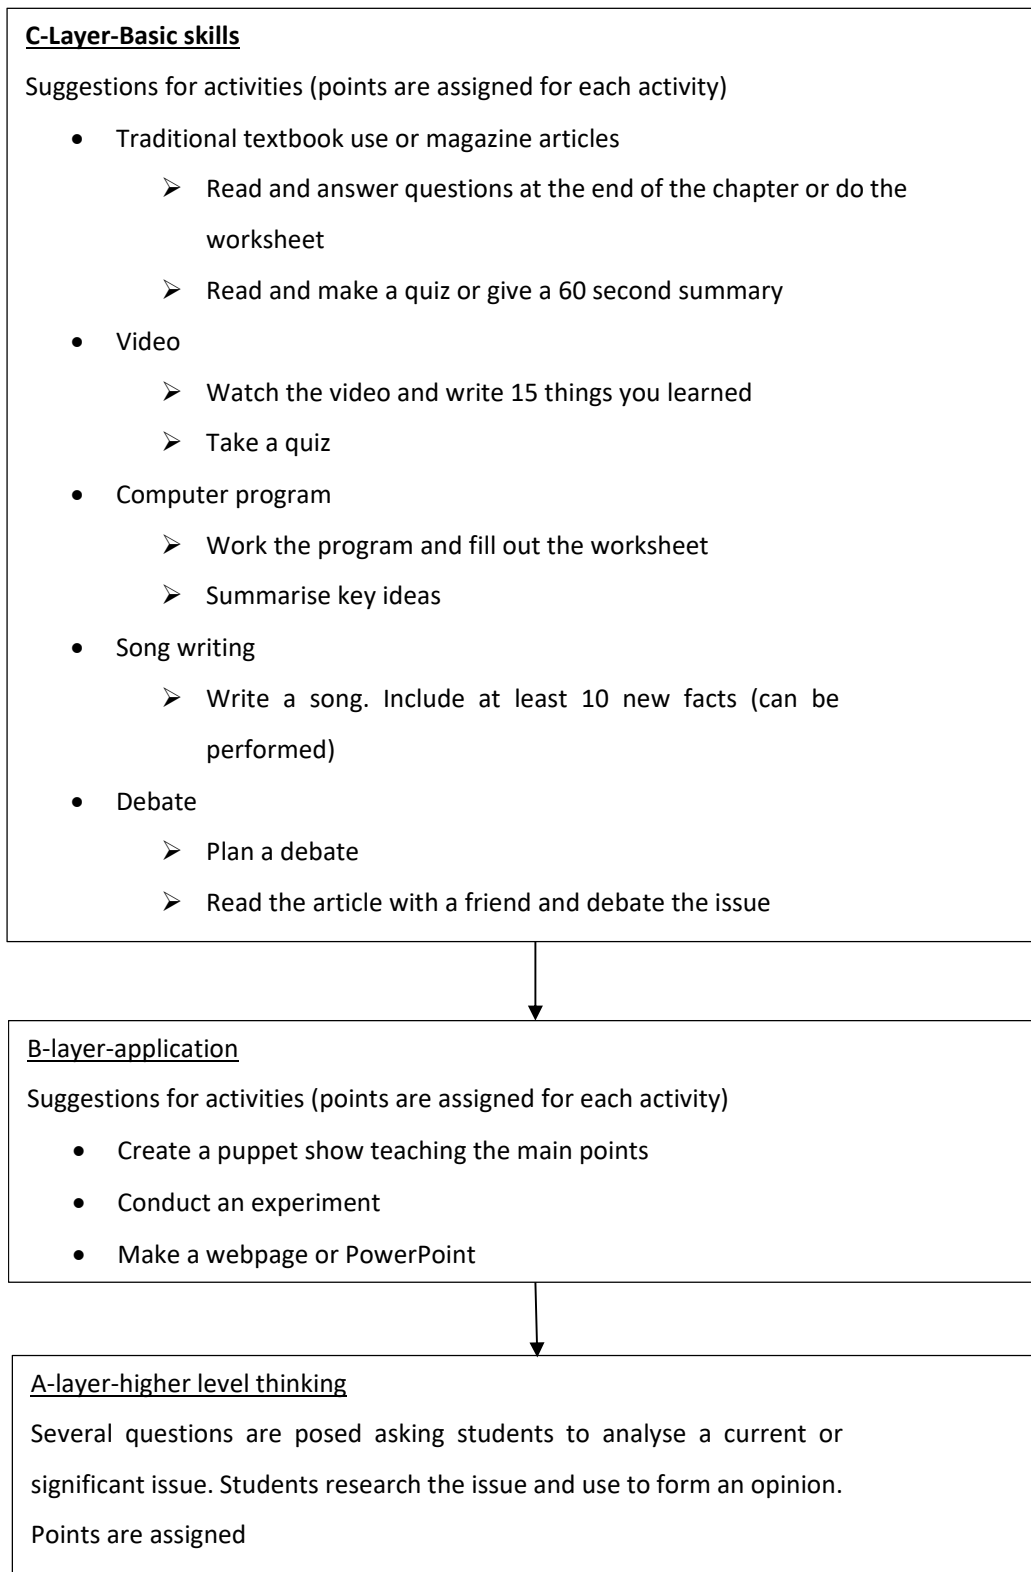 C-Layer-Basic skills
Suggestions for activities (points are assigned for each activity)
• Traditional textbook use or magazine articles
➢ Read and answer questions at the end of the chapter or do the
worksheet
➢ Read and make a quiz or give a 60 second summary
• Video
➢ Watch the video and write 15 things you learned
➢ Take a quiz
• Computer program
➢ Work the program and fill out the worksheet
➢ Summarise key ideas
• Song writing
➢ Write a song. Include at least 10 new facts (can be
performed)
• Debate
➢ Plan a debate
➢ Read the article with a friend and debate the issue
B-layer-application
Suggestions for activities (points are assigned for each activity)
• Create a puppet show teaching the main points
• Conduct an experiment
• Make a webpage or PowerPoint
A-layer-higher level thinking
Several questions are posed asking students to analyse a current or
significant issue. Students research the issue and use to form an opinion.
Points are assigned